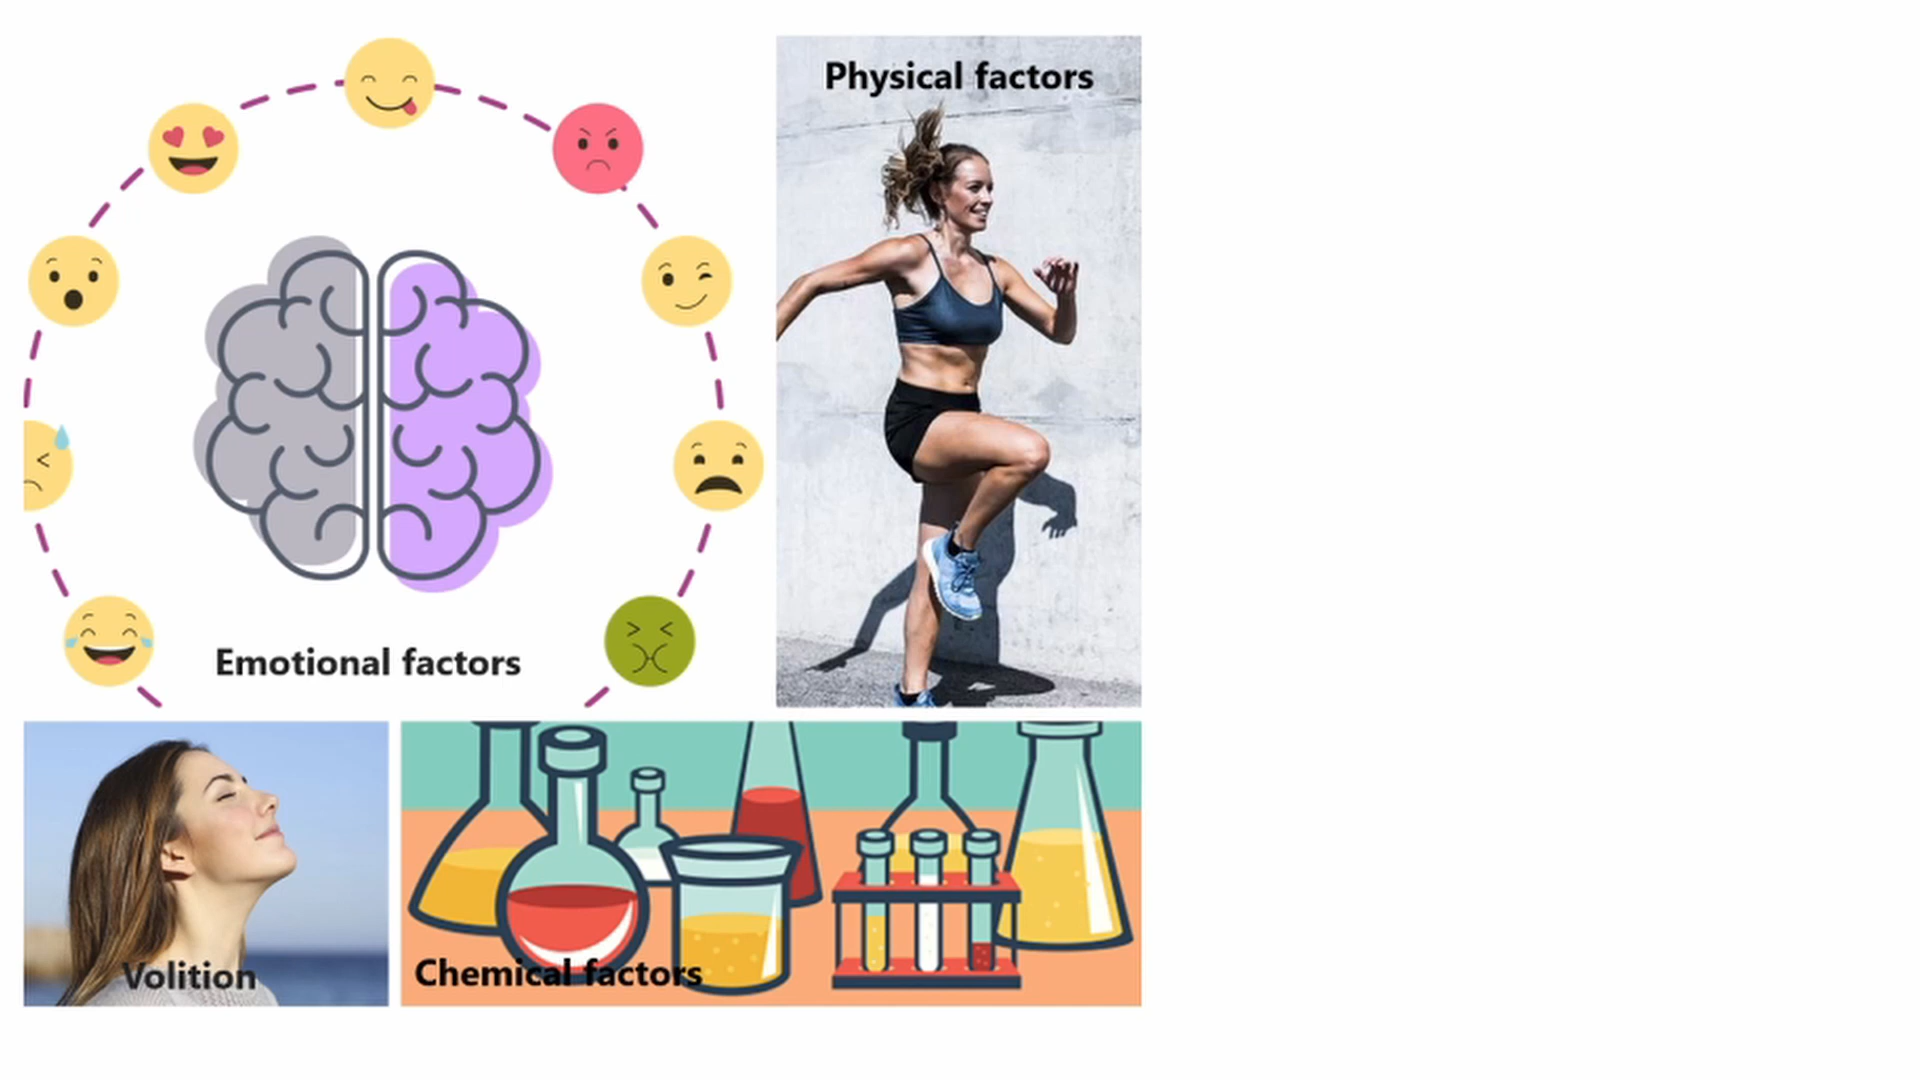 Physical factors
Emotional factors
Volition
Chemical factors